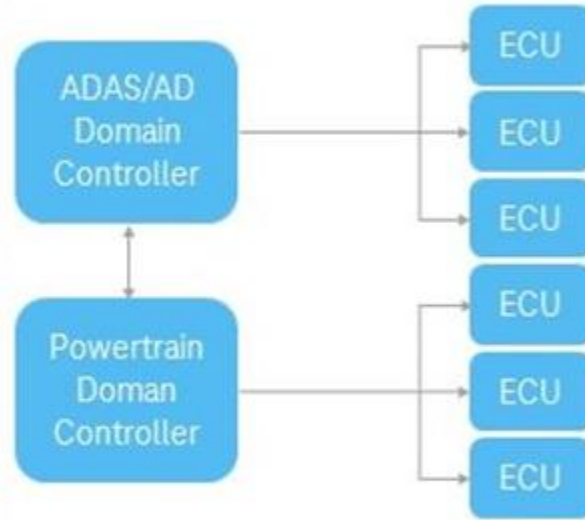 ADAS/AD
Domain
Controller
ECU
ECU
ECU
Powertrain
Doman
Controller
ECU
ECU
ECU